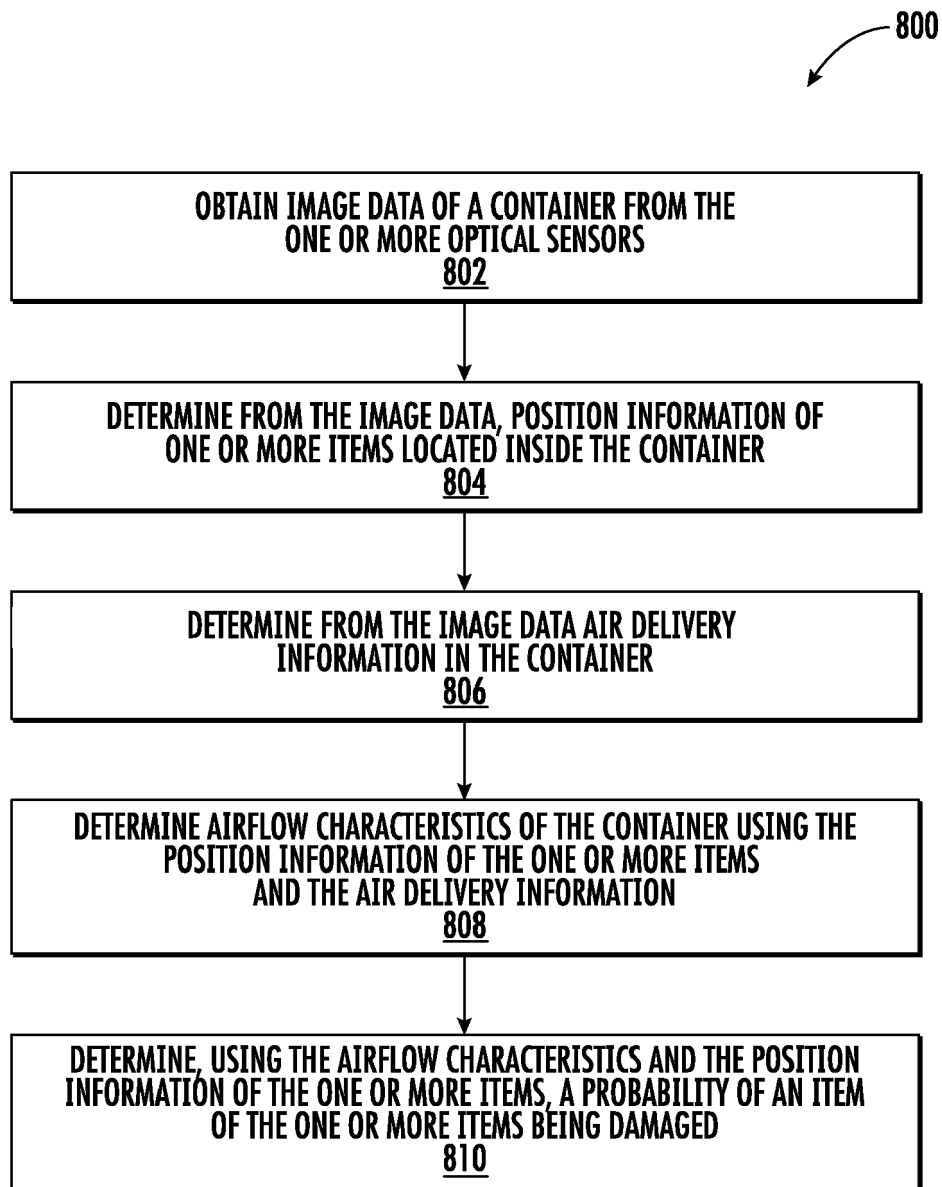 800
OBTAIN IMAGE DATA OF A CONTAINER FROM THE
ONE OR MORE OPTICAL SENSORS
802
DETERMINE FROM THE IMAGE DATA, POSITION INFORMATION OF
ONE OR MORE ITEMS LOCATED INSIDE THE CONTAINER
804
DETERMINE FROM THE IMAGE DATA AIR DELIVERY
INFORMATION IN THE CONTAINER
806
DETERMINE AIRFLOW CHARACTERISTICS OF THE CONTAINER USING THE
POSITION INFORMATION OF THE ONE OR MORE ITEMS
AND THE AIR DELIVERY INFORMATION
808
DETERMINE, USING THE AIRFLOW CHARACTERISTICS AND THE POSITION
INFORMATION OF THE ONE OR MORE ITEMS, A PROBABILITY OF AN ITEM
OF THE ONE OR MORE ITEMS BEING DAMAGED
810